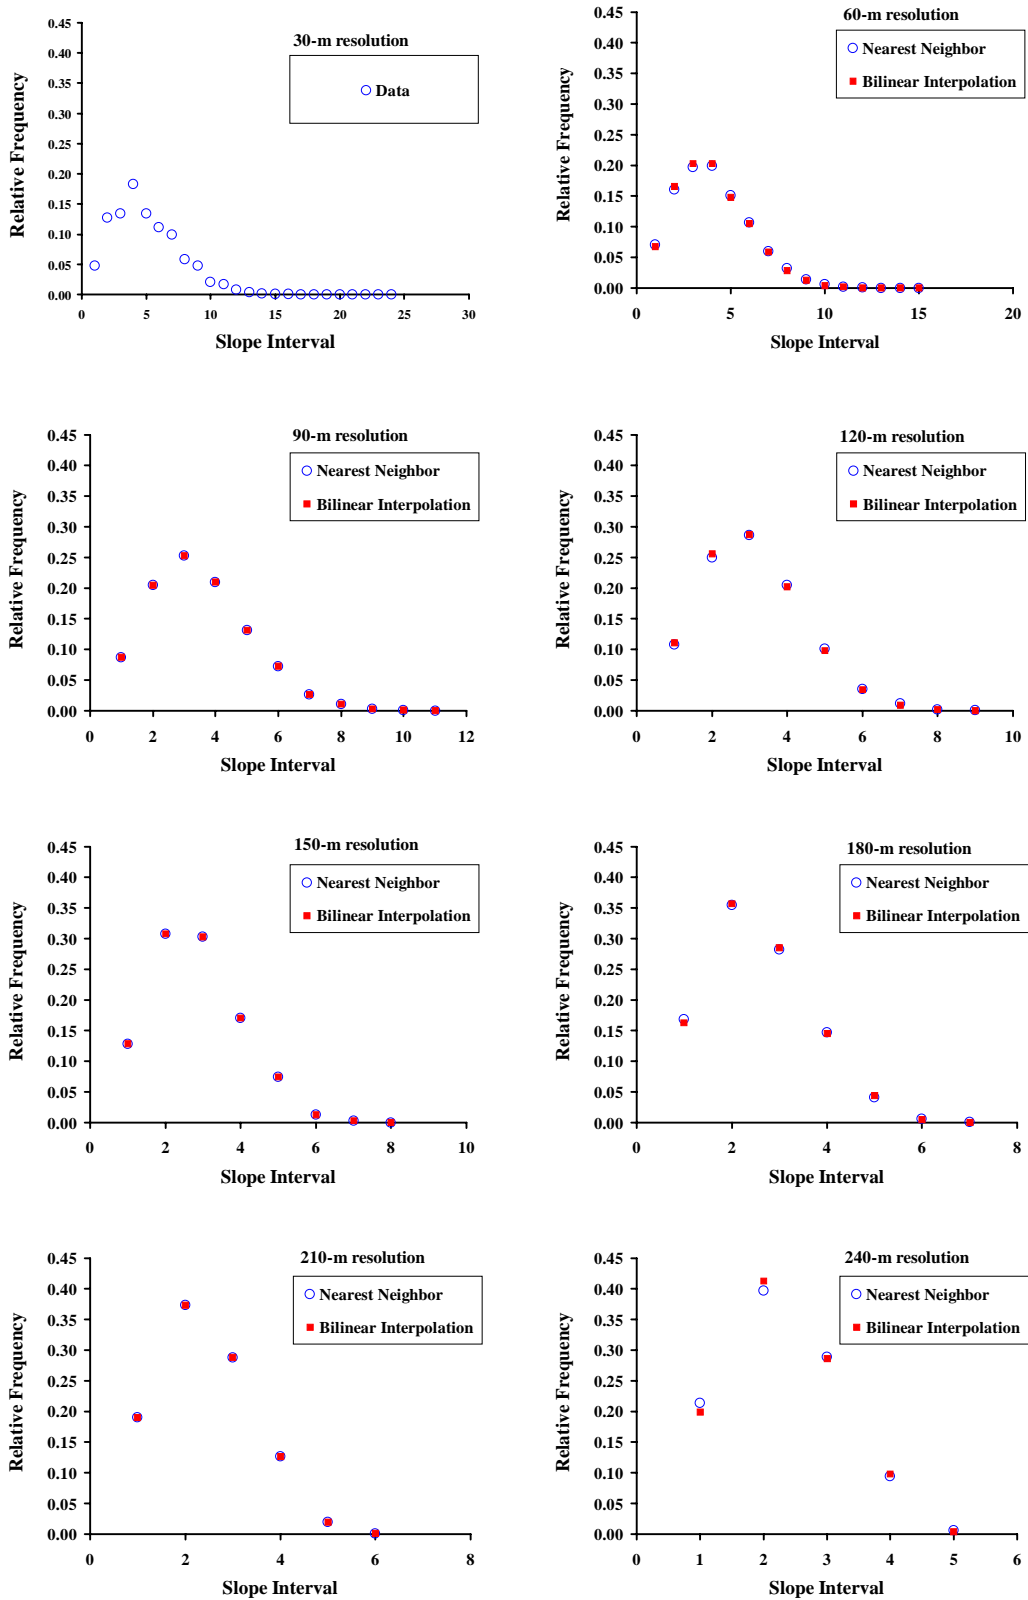 30-m resolution
Data
Relative Frequency
0.45
0.40
0.35
0.30
0.25
0.20
0.15
0.10
0.05
0.00
0 5 10 15 20 25 30
Slope Interval
60-m resolution
Nearest Neighbor
Bilinear Interpolation
Relative Frequency
0.45
0.40
0.35
0.30
0.25
0.20
0.15
0.10
0.05
0.00
0 5 10 15 20
Slope Interval
90-m resolution
Nearest Neighbor
Bilinear Interpolation
Relative Frequency
0.45
0.40
0.35
0.30
0.25
0.20
0.15
0.10
0.05
0.00
0 2 4 6 8 10 12
Slope Interval
120-m resolution
Nearest Neighbor
Bilinear Interpolation
Relative Frequency
0.45
0.40
0.35
0.30
0.25
0.20
0.15
0.10
0.05
0.00
0 2 4 6 8 10
Slope Interval
150-m resolution
Nearest Neighbor
Bilinear Interpolation
Relative Frequency
0.45
0.40
0.35
0.30
0.25
0.20
0.15
0.10
0.05
0.00
0 2 4 6 8 10
Slope Interval
180-m resolution
Nearest Neighbor
Bilinear Interpolation
Relative Frequency
0.45
0.40
0.35
0.30
0.25
0.20
0.15
0.10
0.05
0.00
0 2 4 6 8
Slope Interval
210-m resolution
Nearest Neighbor
Bilinear Interpolation
Relative Frequency
0.45
0.40
0.35
0.30
0.25
0.20
0.15
0.10
0.05
0.00
0 2 4 6 8
Slope Interval
240-m resolution
Nearest Neighbor
Bilinear Interpolation
Relative Frequency
0.45
0.40
0.35
0.30
0.25
0.20
0.15
0.10
0.05
0.00
0 1 2 3 4 5 6
Slope Interval